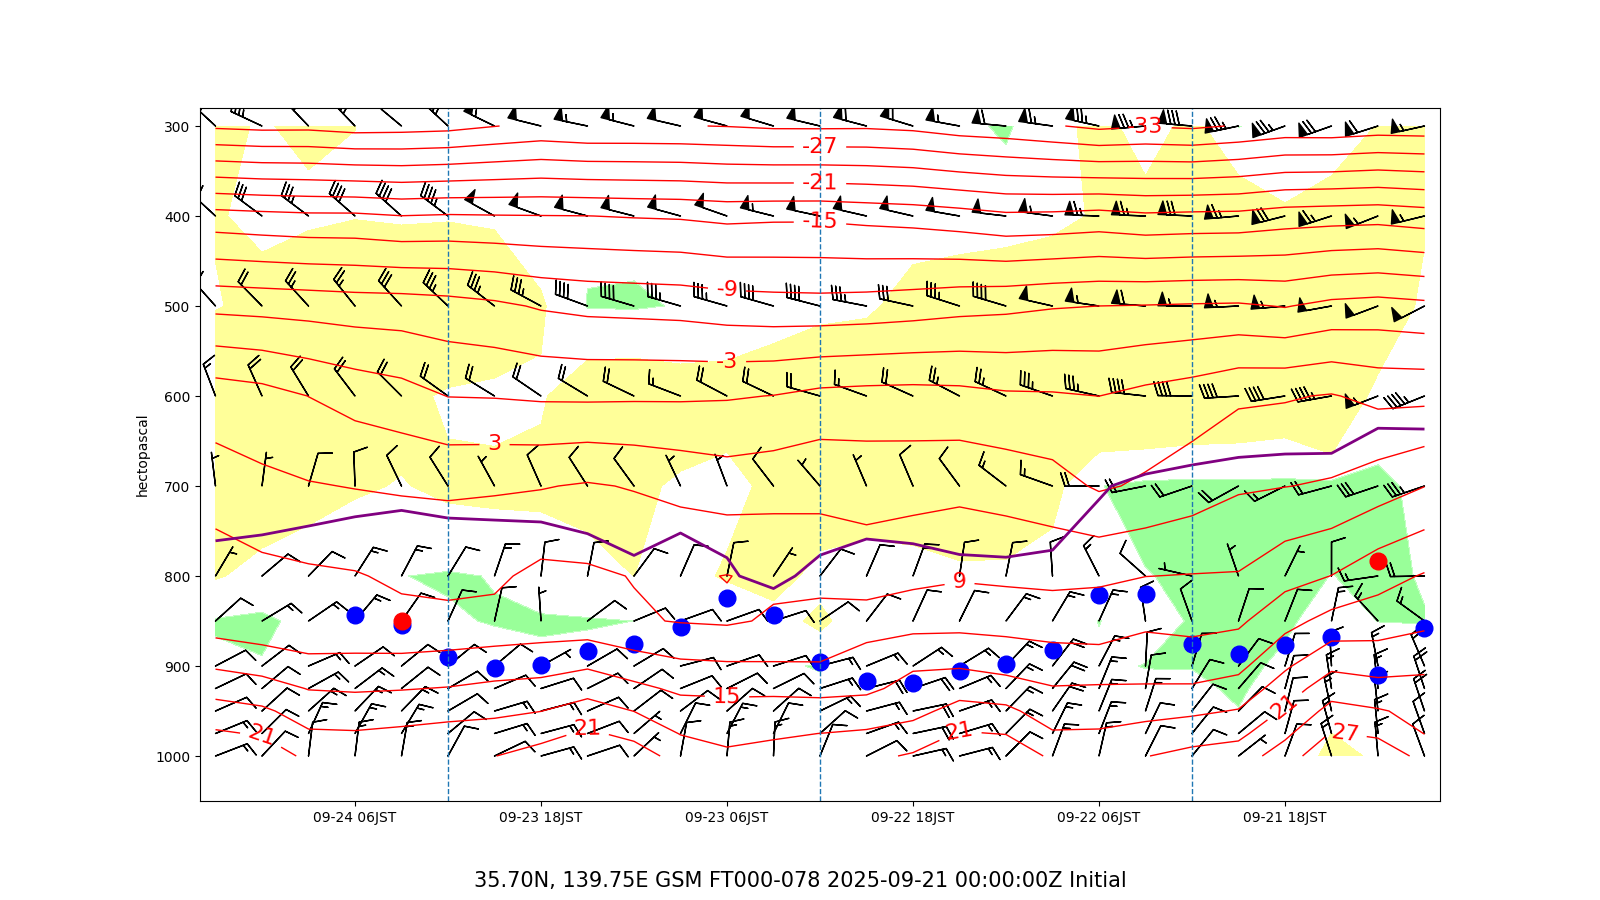 300
400
500
600
700
800
900
1000
hectopascal
-33
-27
-21
-15
-9
-3
3
9
15
21
21
21
21
27
09-24 06JST
09-23 18JST
09-23 06JST
09-22 18JST
09-22 06JST
09-21 18JST
35.70N, 139.75E GSM FT000-078 2025-09-21 00:00:00Z Initial